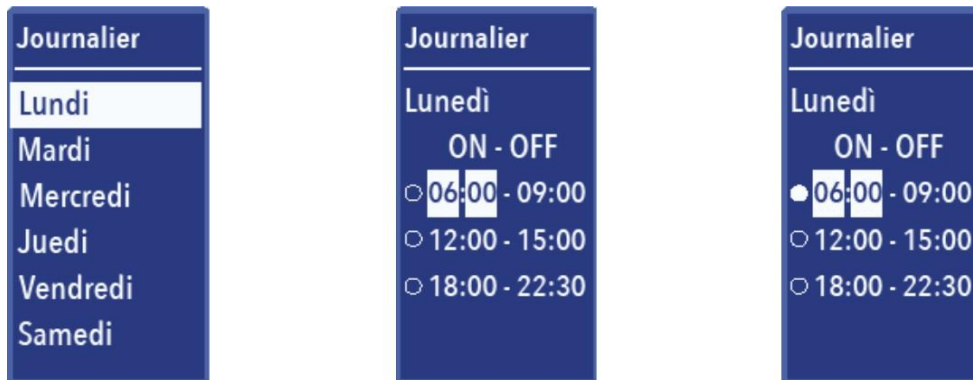 Journalier
Lundi
Mardi
Mercredi
Juedi
Vendredi
Samedi
Journalier
Lunedì
ON - OFF
06:00 - 09:00
12:00 - 15:00
18:00 - 22:30
Journalier
Lunedì
ON - OFF
06:00 - 09:00
12:00 - 15:00
18:00 - 22:30